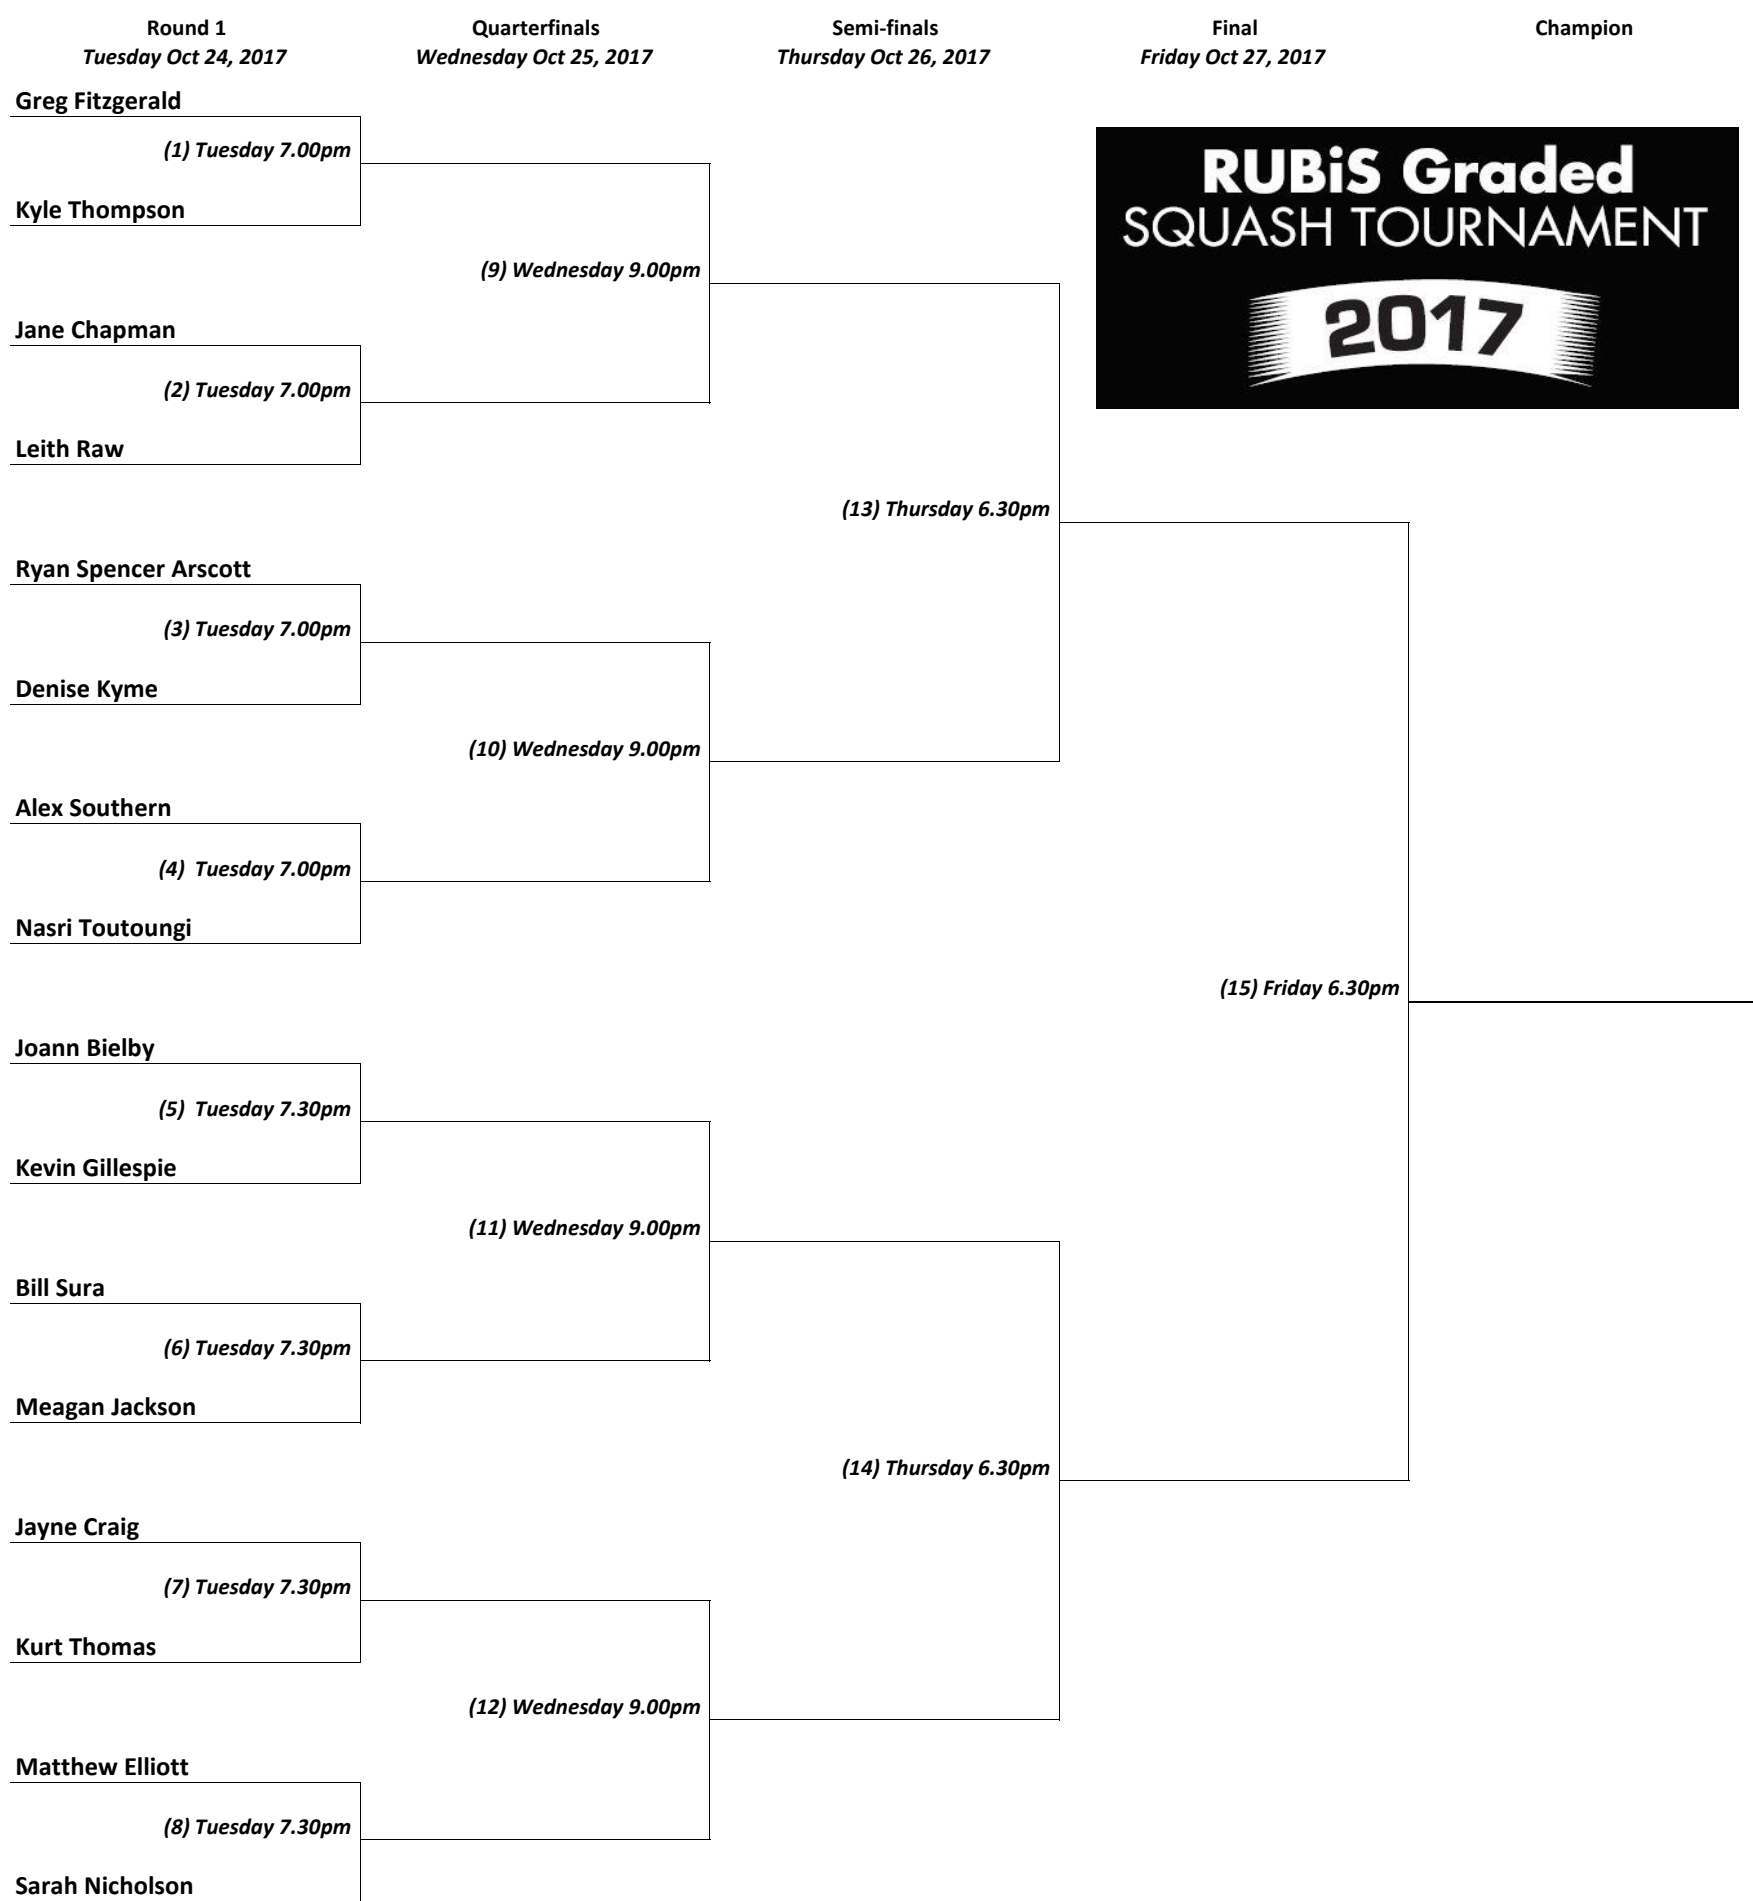 Round 1 Quarterfinals Semi-finals Final Champion
Tuesday Oct 24, 2017 Wednesday Oct 25, 2017 Thursday Oct 26, 2017 Friday Oct 27, 2017
Greg Fitzgerald
(1) Tuesday 7.00pm
RUBiS Graded
SQUASH TOURNAMENT
2017
Kyle Thompson
(9) Wednesday 9.00pm
Jane Chapman
(2) Tuesday 7.00pm
Leith Raw
(13) Thursday 6.30pm
Ryan Spencer Arscott
(3) Tuesday 7.00pm
Denise Kyme
(10) Wednesday 9.00pm
Alex Southern
(4) Tuesday 7.00pm
Nasri Toutoungi
(15) Friday 6.30pm
Joann Bielby
(5) Tuesday 7.30pm
Kevin Gillespie
(11) Wednesday 9.00pm
Bill Sura
(6) Tuesday 7.30pm
Meagan Jackson
(14) Thursday 6.30pm
Jayne Craig
(7) Tuesday 7.30pm
Kurt Thomas
(12) Wednesday 9.00pm
Matthew Elliott
(8) Tuesday 7.30pm
Sarah Nicholson